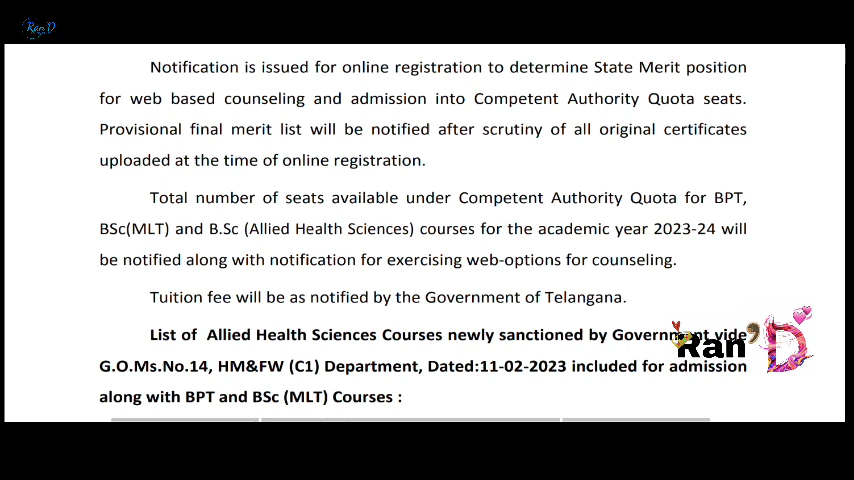 Ran'D
Notification is issued for online registration to determine State Merit position
for web based counseling and admission into Competent Authority Quota seats.
Provisional final merit list will be notified after scrutiny of all original certificates
uploaded at the time of online registration.
Total number of seats available under Competent Authority Quota for BPT,
BSc(MLT) and B.Sc (Allied Health Sciences) courses for the academic year 2023-24 will
be notified along with notification for exercising web-options for counseling.
Tuition fee will be as notified by the Government of Telangana.
List of Allied Health Sciences Courses newly sanctioned by Government vide
G.O.Ms.No.14, HM&FW (C1) Department, Dated:11-02-2023 included for admission
along with BPT and BSc (MLT) Courses :
Ran'D